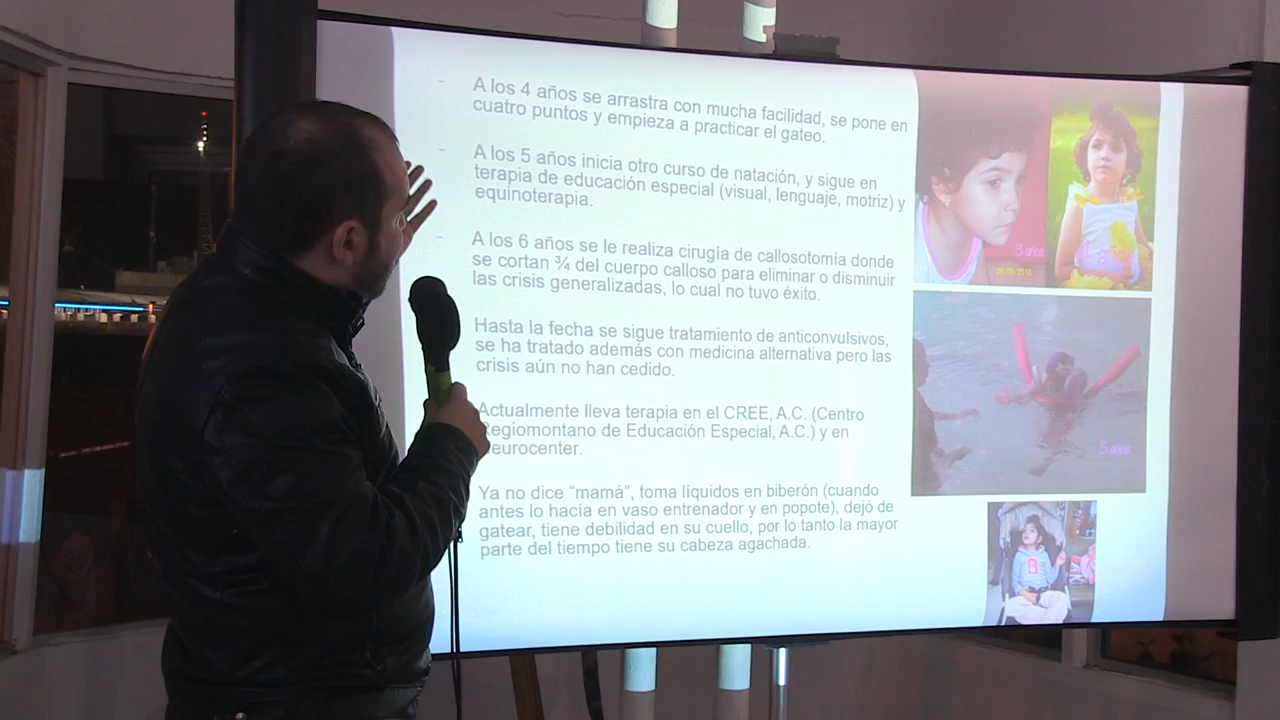 A los 4 años se arrastra con mucha facilidad, se pone en
cuatro puntos y empieza a practicar el gateo.
A los 5 años inicia otro curso de natación, y sigue en
terapia de educación especial (visual, lenguaje, motriz) y
equinoterapia.
A los 6 años se le realiza cirugía de callosotomía donde
se cortan ¾ del cuerpo calloso para eliminar o disminuir
las crisis generalizadas, lo cual no tuvo éxito.
Hasta la fecha se sigue tratamiento de anticonvulsivos,
se ha tratado además con medicina alternativa pero las
crisis aún no han cedido.
Actualmente lleva terapia en el CREE, A.C. (Centro
Regiomontano de Educación Especial, A.C.) y en
eurocenter.
Ya no dice “mamá”, toma líquidos en biberón (cuando
antes lo hacía en vaso entrenador y en popote), dejó de
gatear, tiene debilidad en su cuello, por lo tanto la mayor
parte del tiempo tiene su cabeza agachada.
3 años
5 años